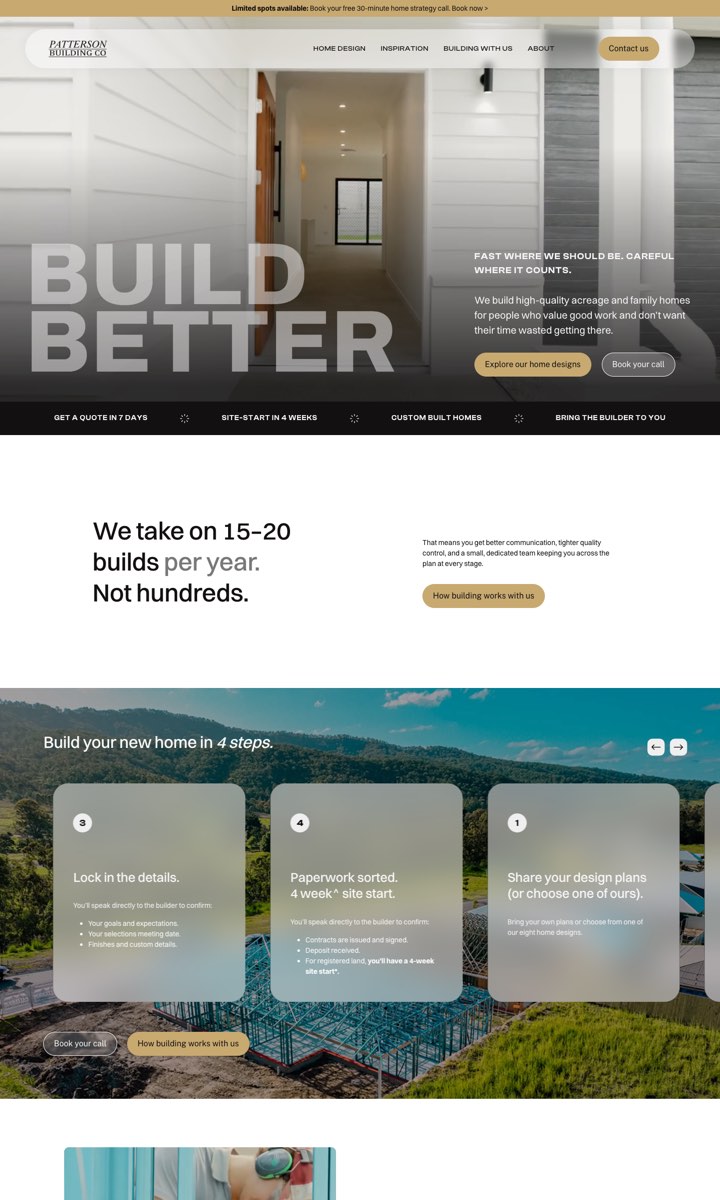 Limited spots available: Book your free 30-minute home strategy call. Book now >
PATTERSON
BUILDING CO
HOME DESIGN
INSPIRATION
BUILDING WITH US
ABOUT
Contact us
BUILD
BETTER
FAST WHERE WE SHOULD BE. CAREFUL
WHERE IT COUNTS.
We build high-quality acreage and family homes
for people who value good work and don't want
their time wasted getting there.
Explore our home designs
Book your call
GET A QUOTE IN 7 DAYS
SITE-START IN 4 WEEKS
CUSTOM BUILT HOMES
BRING THE BUILDER TO YOU
We take on 15-20
builds per year.
Not hundreds.
That means you get better communication, tighter quality
control, and a small, dedicated team keeping you across the
plan at every stage.
How building works with us
Build your new home in 4 steps.
3
Lock in the details.
You'll speak directly to the builder to confirm:
• Your goals and expectations.
• Your selections meeting date.
• Finishes and custom details.
4
Paperwork sorted.
4 week^ site start.
You'll speak directly to the builder to confirm:
• Contracts are issued and signed.
• Deposit received.
• For registered land, you'll have a 4-week
site start*.
1
Share your design plans
(or choose one of ours).
Bring your own plans or choose from one of
our eight home designs.
Book your call
How building works with us